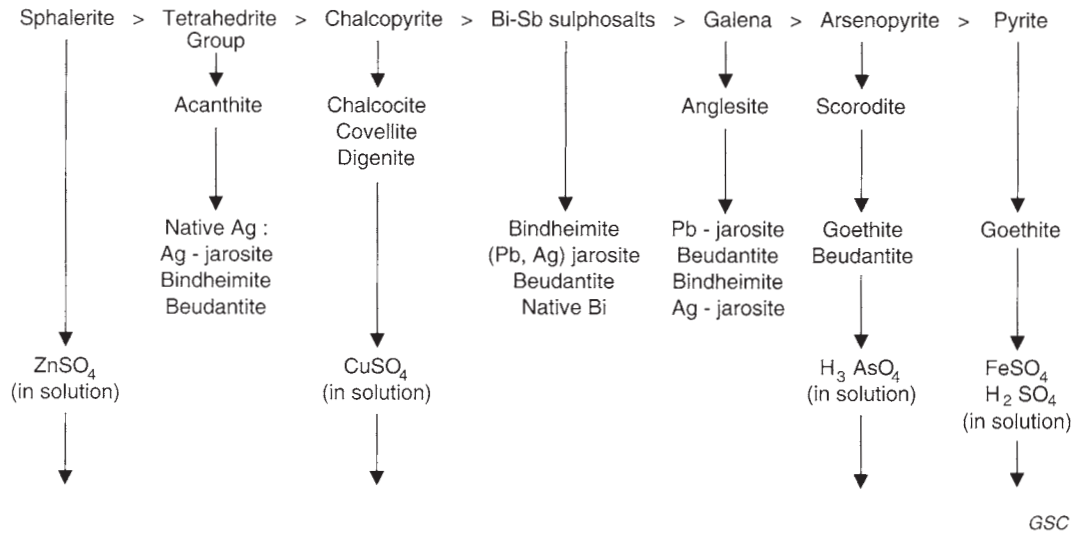 Sphalerite > Tetrahedrite Group > Chalcopyrite > Bi-Sb sulphosalts > Galena > Arsenopyrite > Pyrite
Acanthite
Chalcocite
Covellite
Digenite
Anglesite
Scorodite
Native Ag :
Ag - jarosite
Bindheimite
Beudantite
Bindheimite
(Pb, Ag) jarosite
Beudantite
Native Bi
Pb - jarosite
Beudantite
Bindheimite
Ag - jarosite
Goethite
Beudantite
Goethite
ZnSO4
(in solution)
CuSO4
(in solution)
H3 AsO4
(in solution)
FeSO4
H2 SO4
(in solution)
GSC